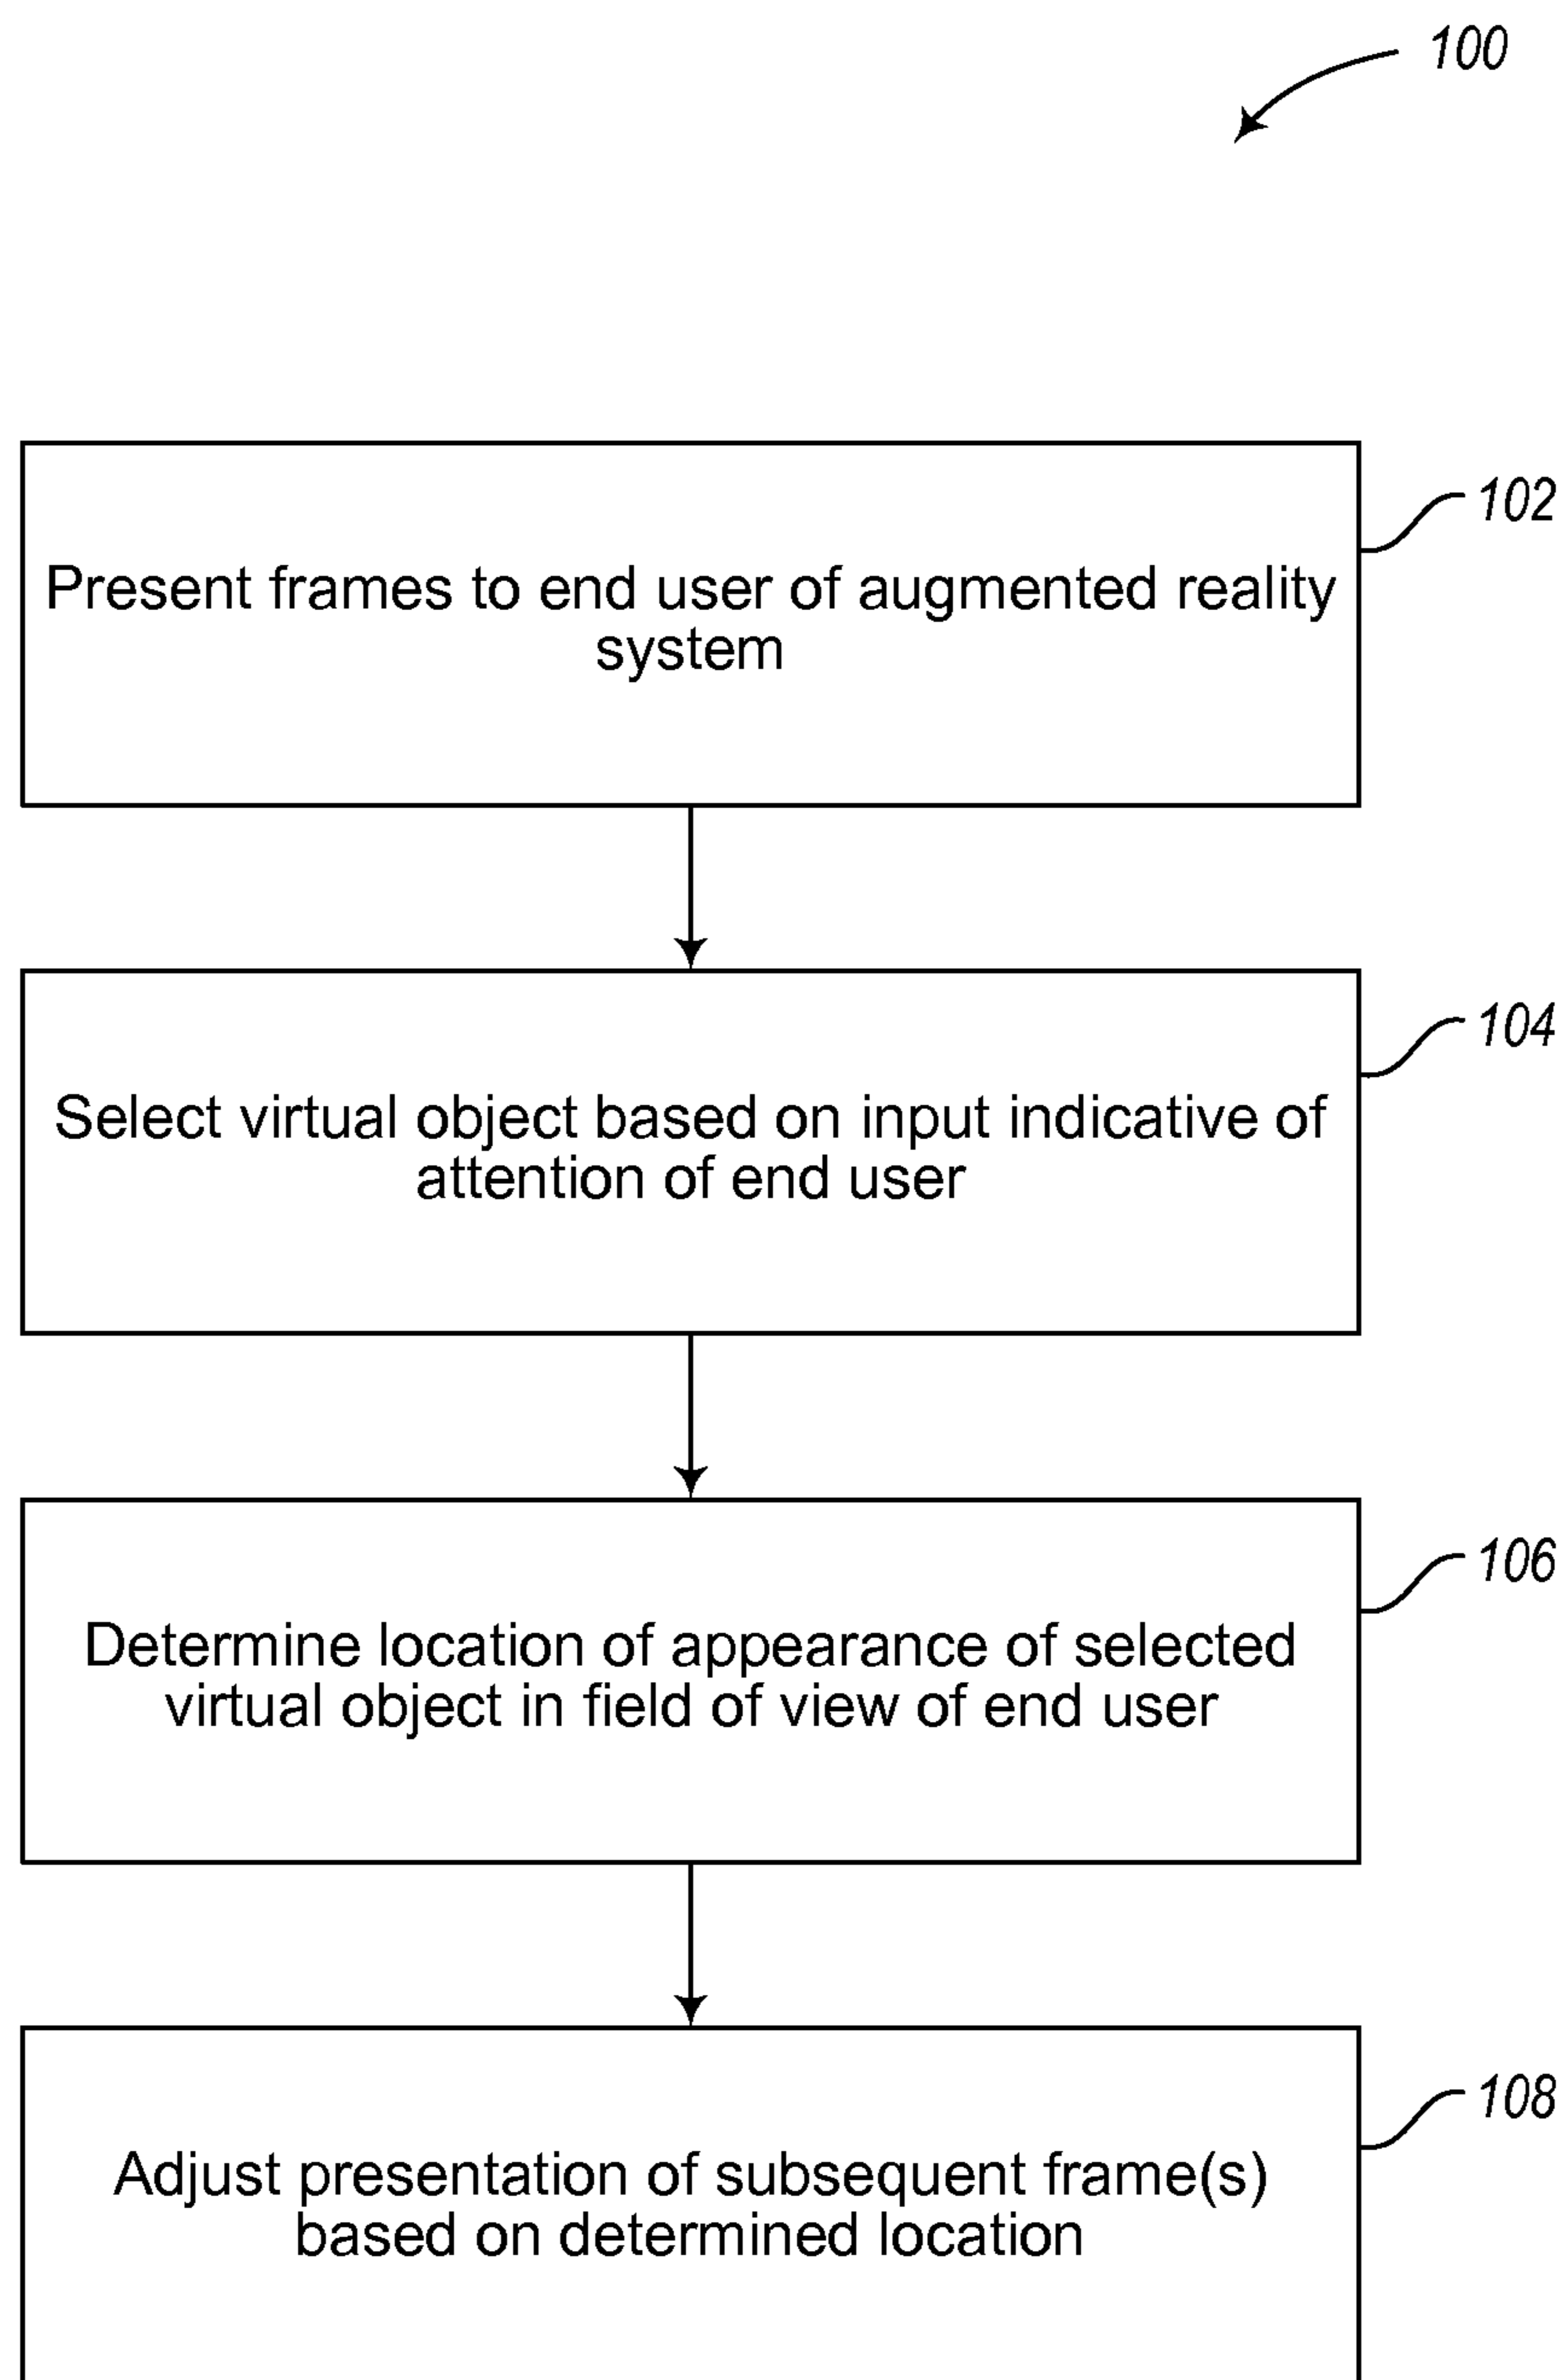 100
102
Present frames to end user of augmented reality
system
104
Select virtual object based on input indicative of
attention of end user
106
Determine location of appearance of selected
virtual object in field of view of end user
108
Adjust presentation of subsequent frame(s)
based on determined location